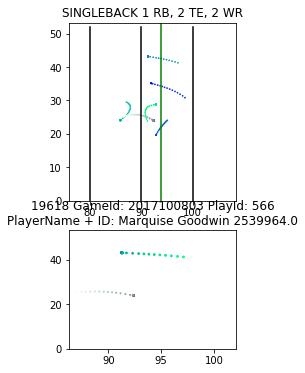 SINGLEBACK 1 RB, 2 TE, 2 WR
50
40
30
20
10
0
80 90 100
19618 GameId: 2017100803 PlayId: 566
PlayerName + ID: Marquise Goodwin 2539964.0
40
20
0
90 95 100